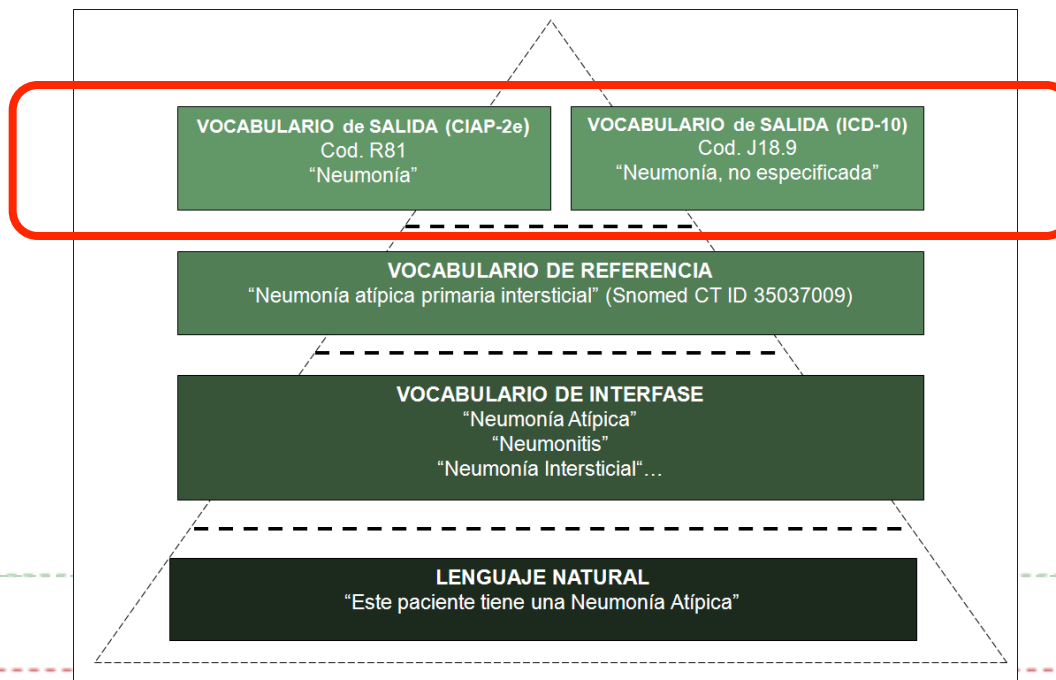 VOCABULARIO de SALIDA (CIAP-2e)
Cod. R81
“Neumonía”
VOCABULARIO de SALIDA (ICD-10)
Cod. J18.9
“Neumonía, no especificada”
VOCABULARIO DE REFERENCIA
“Neumonía atípica primaria intersticial” (Snomed CT ID 35037009)
VOCABULARIO DE INTERFASE
“Neumonía Atípica”
“Neumonitis”
“Neumonía Intersticial“…
LENGUAJE NATURAL
“Este paciente tiene una Neumonía Atípica”